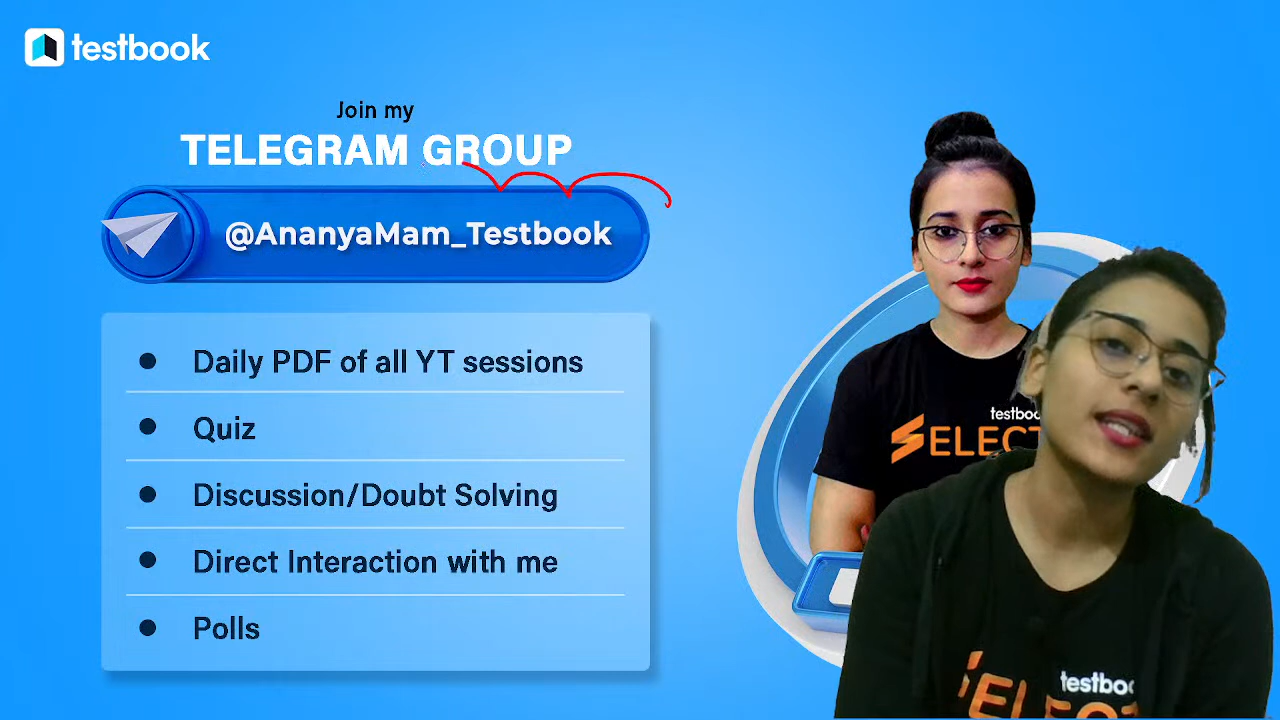 testbook
Join my
TELEGRAM GROUP
@AnanyaMam_Testbook
Daily PDF of all YT sessions
Quiz
Discussion/Doubt Solving
Direct Interaction with me
Polls